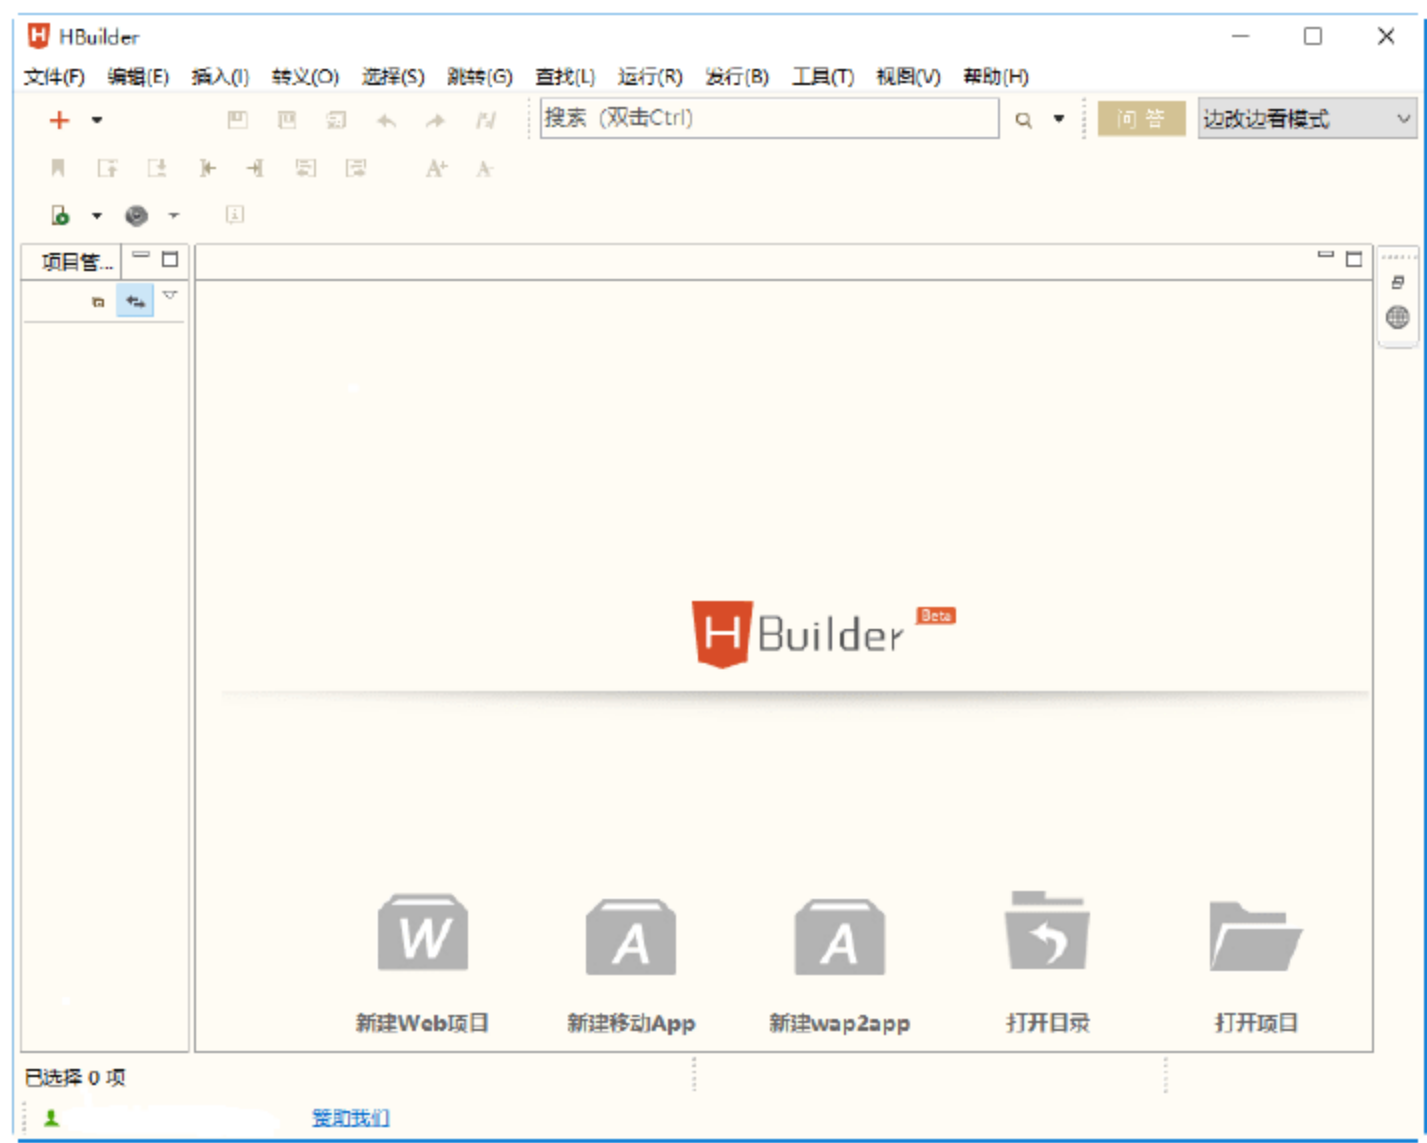 HBuilder
文件(F) 编辑(E) 插入(I) 转义(O) 选择(S) 跳转(G) 查找(L) 运行(R) 发行(B) 工具(T) 视图(V) 帮助(H)
搜索（双击Ctrl） 问答 边改边看模式
A+ A-
项目管...
HBuilder Beta
W A A
新建Web项目 新建移动App 新建wap2app 打开目录 打开项目
已选择 0 项
赞助我们